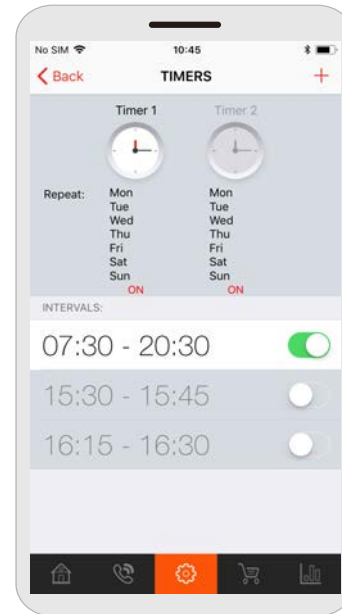 No SIM 10:45
Back TIMERS +
Timer 1 Timer 2
Repeat: Mon Mon
Tue Tue
Wed Wed
Thu Thu
Fri Fri
Sat Sat
Sun Sun
ON ON
INTERVALS:
07:30 - 20:30
15:30 - 15:45
16:15 - 16:30